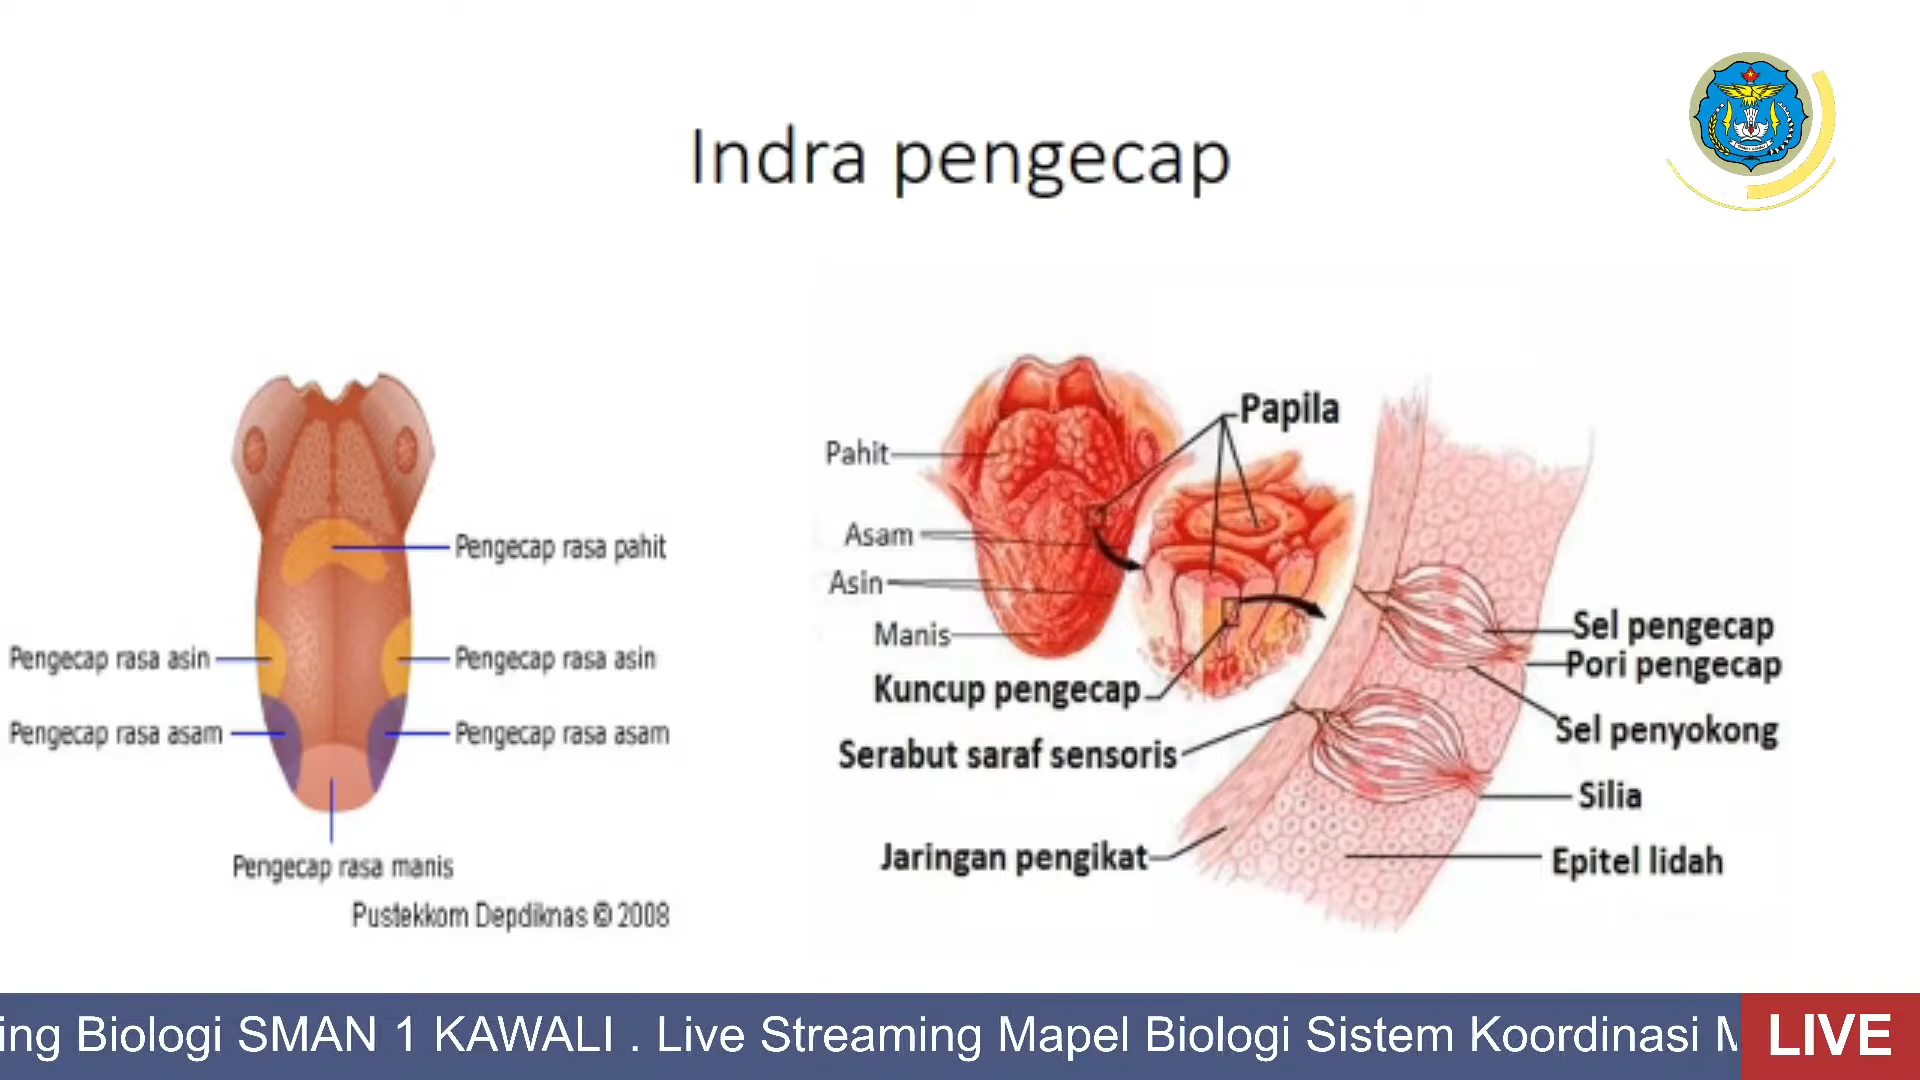 Indra pengecap
Pengecap rasa pahit
Pengecap rasa asin
Pengecap rasa asin
Pengecap rasa asam
Pengecap rasa asam
Pengecap rasa manis
Pustekkom Depdiknas © 2008
Papila
Pahit
Asam
Asin
Manis
Kuncup pengecap
Serabut saraf sensoris
Jaringan pengikat
Sel pengecap
Pori pengecap
Sel penyokong
Silia
Epitel lidah
ing Biologi SMAN 1 KAWALI . Live Streaming Mapel Biologi Sistem Koordinasi
LIVE